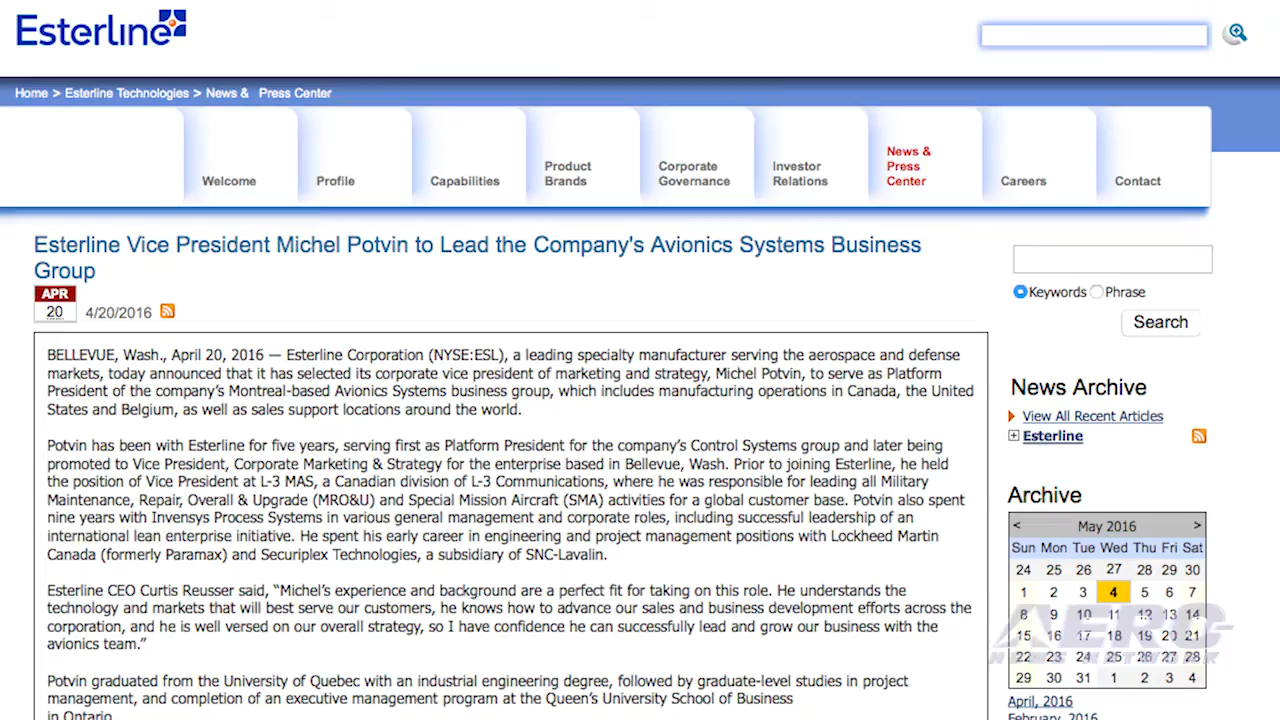 Esterline
Home > Esterline Technologies > News & Press Center
Welcome
Profile
Capabilities
Product
Brands
Corporate
Governance
Investor
Relations
News &
Press
Center
Careers
Contact
Esterline Vice President Michel Potvin to Lead the Company's Avionics Systems Business
Group
APR
20
4/20/2016
BELLEVUE, Wash., April 20, 2016 — Esterline Corporation (NYSE:ESL), a leading specialty manufacturer serving the aerospace and defense
markets, today announced that it has selected its corporate vice president of marketing and strategy, Michel Potvin, to serve as Platform
President of the company's Montreal-based Avionics Systems business group, which includes manufacturing operations in Canada, the United
States and Belgium, as well as sales support locations around the world.
Potvin has been with Esterline for five years, serving first as Platform President for the company's Control Systems group and later being
promoted to Vice President, Corporate Marketing & Strategy for the enterprise based in Bellevue, Wash. Prior to joining Esterline, he held
the position of Vice President at L-3 MAS, a Canadian division of L-3 Communications, where he was responsible for leading all Military
Maintenance, Repair, Overall & Upgrade (MRO&U) and Special Mission Aircraft (SMA) activities for a global customer base. Potvin also spent
nine years with Invensys Process Systems in various general management and corporate roles, including successful leadership of an
international lean enterprise initiative. He spent his early career in engineering and project management positions with Lockheed Martin
Canada (formerly Paramax) and Securiplex Technologies, a subsidiary of SNC-Lavalin.
Esterline CEO Curtis Reusser said, “Michel's experience and background are a perfect fit for taking on this role. He understands the
technology and markets that will best serve our customers, he knows how to advance our sales and business development efforts across the
corporation, and he is well versed on our overall strategy, so I have confidence he can successfully lead and grow our business with the
avionics team.”
Potvin graduated from the University of Quebec with an industrial engineering degree, followed by graduate-level studies in project
management, and completion of an executive management program at the Queen's University School of Business
in Ontario.
Keywords Phrase
Search
News Archive
View All Recent Articles
Esterline
Archive
< May 2016 >
Sun Mon Tue Wed Thu Fri Sat
24 25 26 27 28 29 30
1 2 3 4 5 6 7
8 9 10 11 12 13 14
15 16 17 18 19 20 21
22 23 24 25 26 27 28
29 30 31 1 2 3 4
April, 2016
February, 2016
AERO
NEWS NETWORK